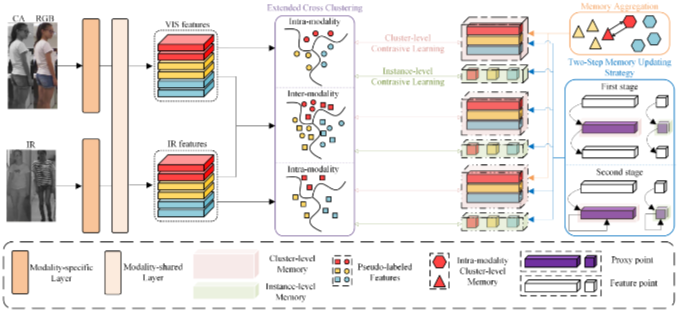 CA RGB
VIS features
Extended Cross Clustering
Intra-modality
Cluster-level
Contrasive Learning
Instance-level
Contrastive Learning
Memory Aggregation
Two-Step Memory Updating
Strategy
First stage
Inter-modality
IR
IR features
Intra-modality
Second stage
Modality-specific
Layer
Modality-shared
Layer
Cluster-level
Memory
Instance-level
Memory
Pseudo-labeled
Features
Intra-modality
Cluster-level
Memory
Proxy point
Feature point